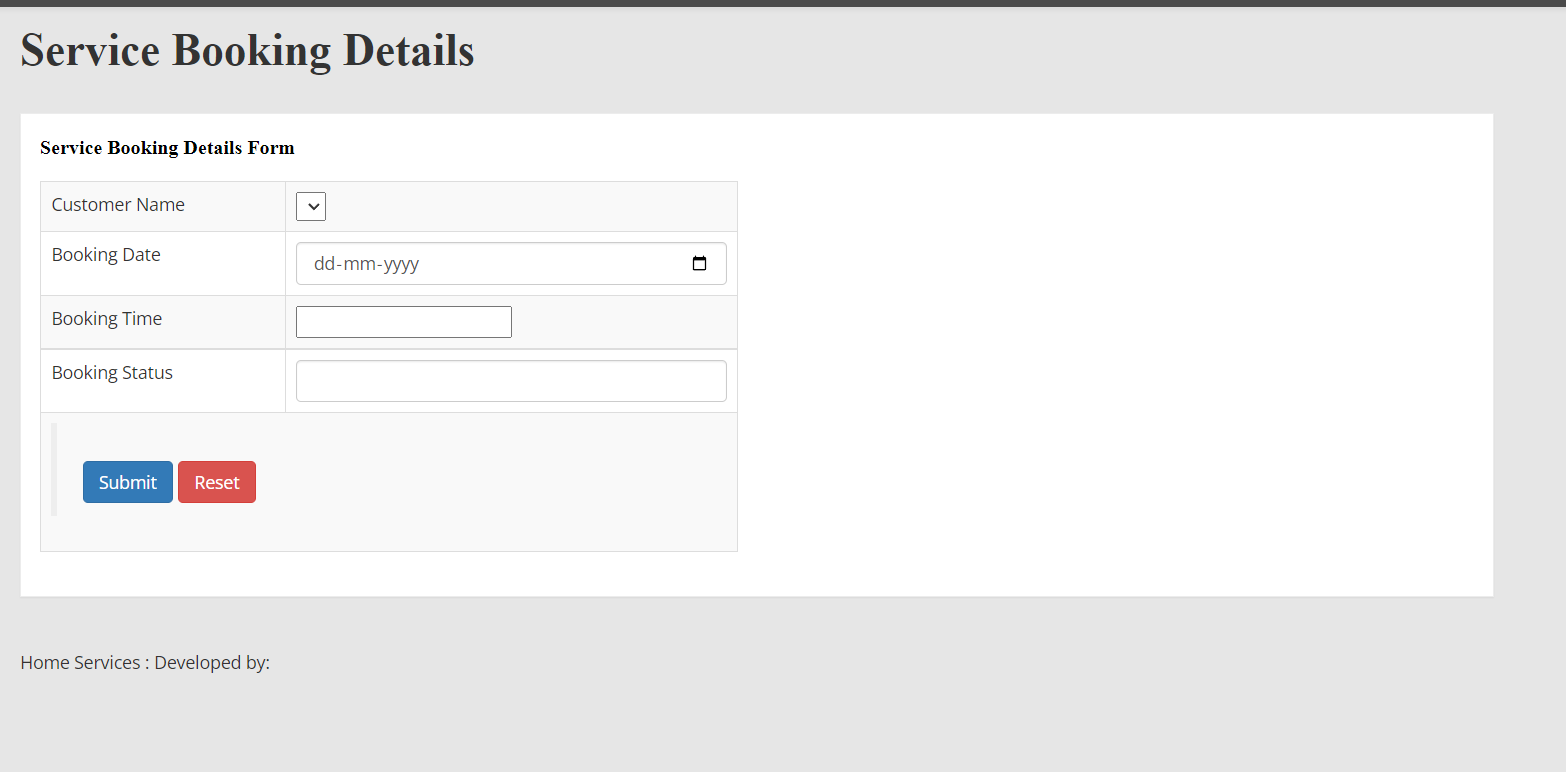 Service Booking Details
Service Booking Details Form
Customer Name
Booking Date
dd-mm-yyyy
Booking Time
Booking Status
Submit
Reset
Home Services : Developed by: